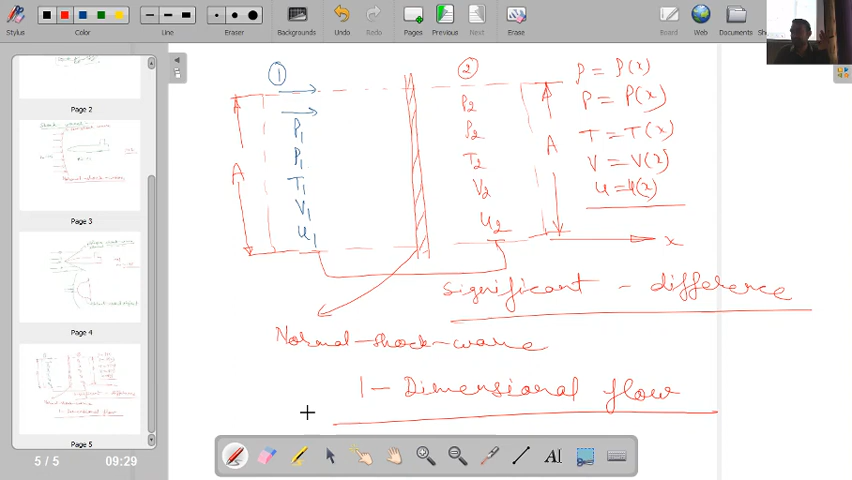 Stylus
Color
Line
Eraser
Backgrounds
Undo
Redo
Pages
Previous
Next
Erase
Board
Web
Documents
Page 2
Page 3
Page 4
Page 5
5 / 5
09:29
1
2
A
P1
ρ1
T1
V1
u1
P2
ρ2
T2
V2
u2
A
P = P(x)
ρ = ρ(x)
T = T(x)
V = V(x)
u = u(x)
x
significant - difference
Normal-shock-wave
1 - Dimensional flow